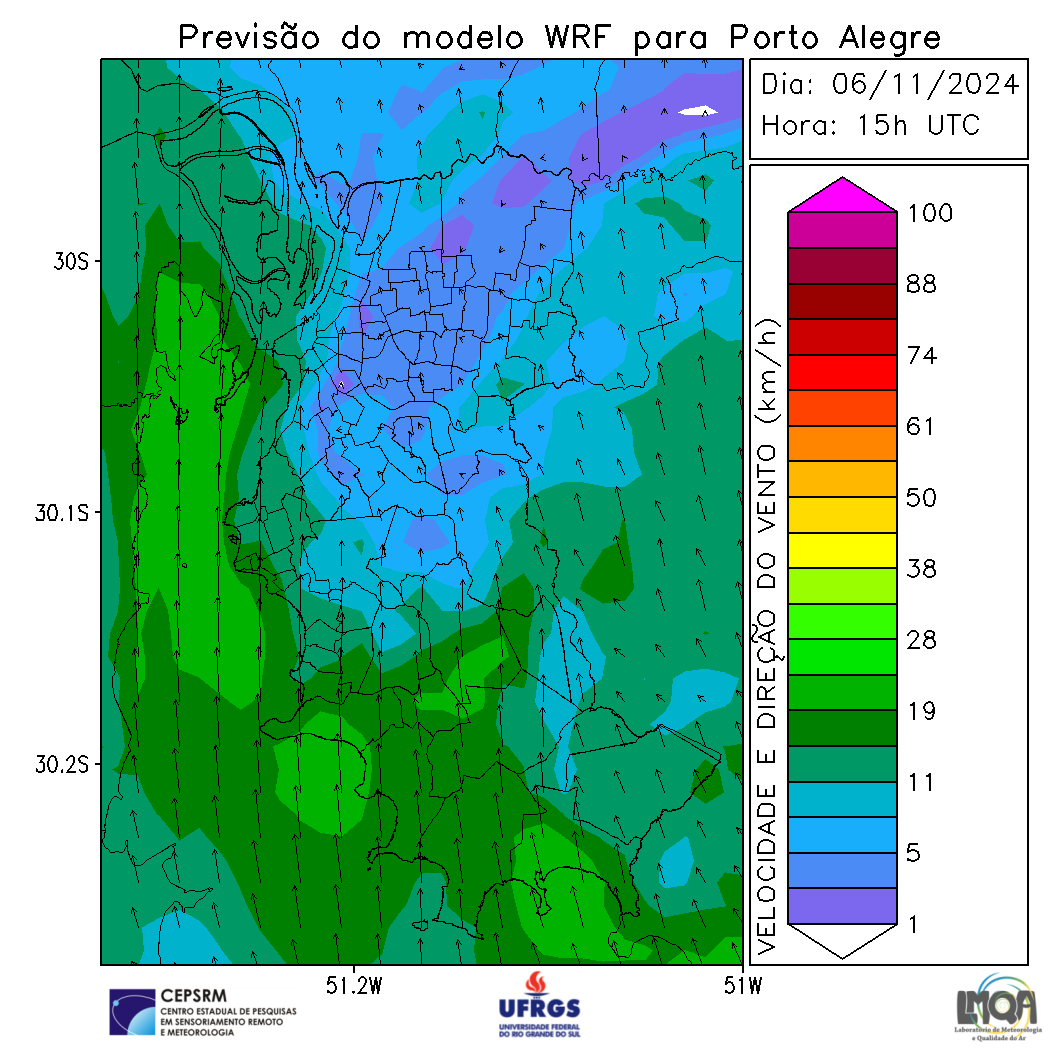 Previsão do modelo WRF para Porto Alegre
Dia: 06/11/2024
Hora: 15h UTC
30S
30.1S
30.2S
51.2W
51W
VELOCIDADE E DIREÇÃO DO VENTO (km/h)
100
88
74
61
50
38
28
19
11
5
1
CEPSRM
CENTRO ESTADUAL DE PESQUISAS
EM SENSORIAMENTO REMOTO
E METEOROLOGIA
UFRGS
UNIVERSIDADE FEDERAL
DO RIO GRANDE DO SUL
LMQA
Laboratório de Meteorologia
e Qualidade do Ar